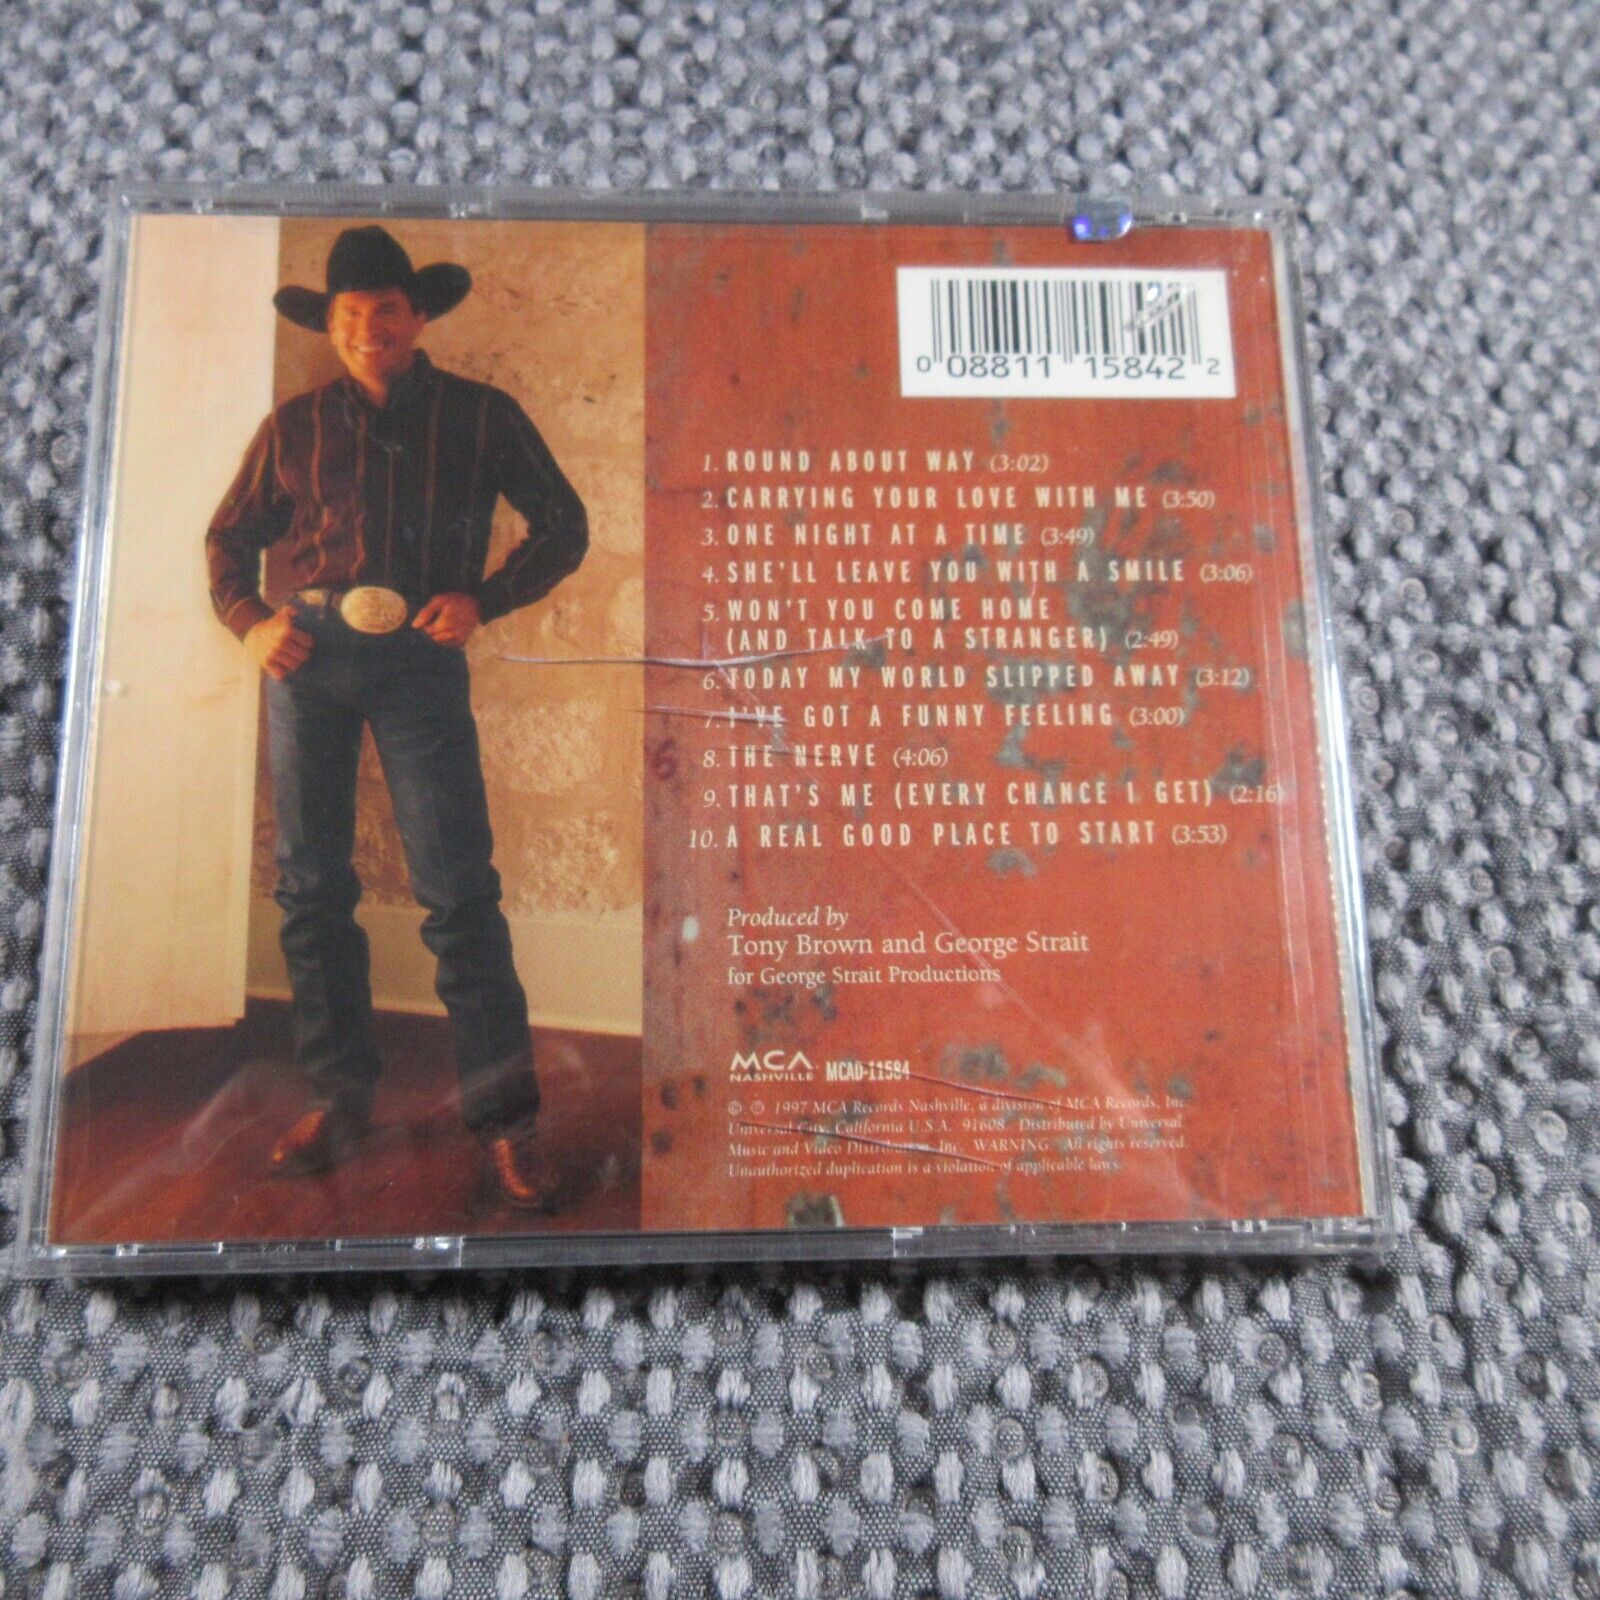 0 08811 15842 2
1. ROUND ABOUT WAY (3:02)
2. CARRYING YOUR LOVE WITH ME (3:50)
3. ONE NIGHT AT A TIME (3:49)
4. SHE'LL LEAVE YOU WITH A SMILE (3:06)
5. WON'T YOU COME HOME
(AND TALK TO A STRANGER) (2:49)
6. TODAY MY WORLD SLIPPED AWAY (3:12)
7. I'VE GOT A FUNNY FEELING (3:00)
8. THE NERVE (4:06)
9. THAT'S ME (EVERY CHANCE I GET) (2:16)
10. A REAL GOOD PLACE TO START (3:53)
Produced by
Tony Brown and George Strait
for George Strait Productions
MCA
NASHVILLE MCAD-11584
© ℗ 1997 MCA Records Nashville, a division of MCA Records, Inc.
Universal City, California U.S.A. 91608. Distributed by Universal
Music and Video Distribution, Inc. WARNING: All rights reserved.
Unauthorized duplication is a violation of applicable laws.